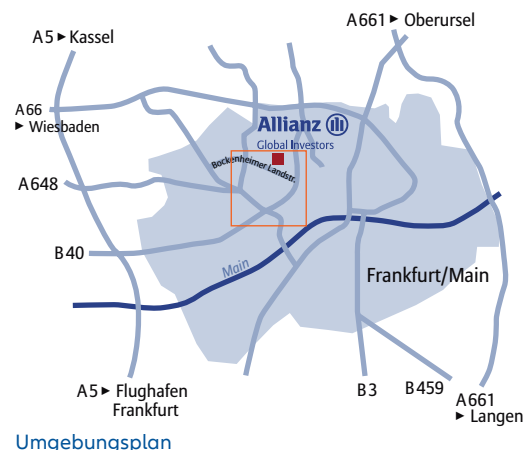 A661 ► Oberursel
A5 ► Kassel
A66
► Wiesbaden
Allianz
Global Investors
Bockenheimer Landstr.
A648
B40
Main
Frankfurt/Main
A5 ► Flughafen
Frankfurt
B3
B459
A661
► Langen
Umgebungsplan